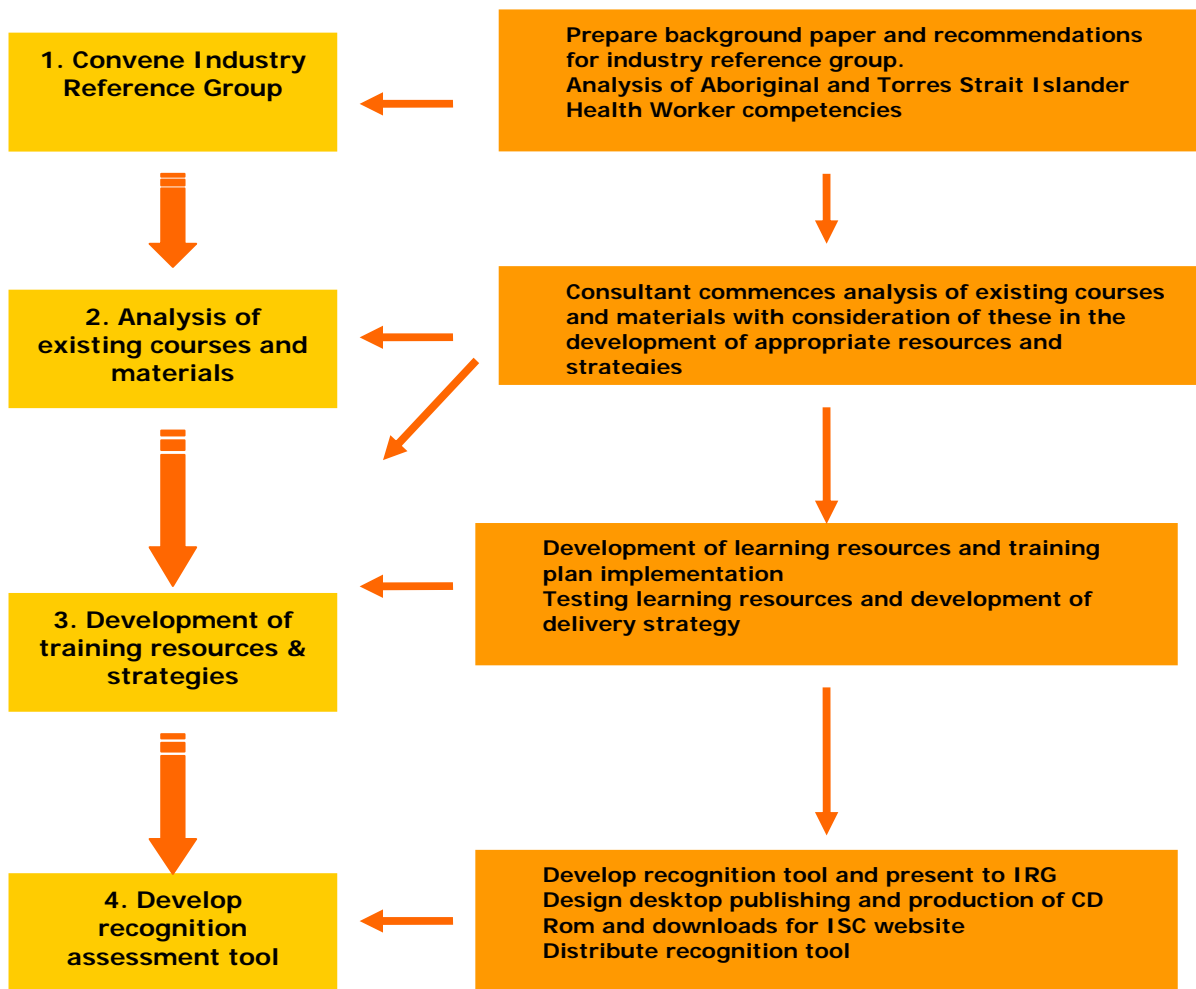 1. Convene Industry
Reference Group
Prepare background paper and recommendations
for industry reference group.
Analysis of Aboriginal and Torres Strait Islander
Health Worker competencies
2. Analysis of
existing courses and
materials
Consultant commences analysis of existing courses
and materials with consideration of these in the
development of appropriate resources and
strategies
3. Development of
training resources &
strategies
Development of learning resources and training
plan implementation
Testing learning resources and development of
delivery strategy
4. Develop
recognition
assessment tool
Develop recognition tool and present to IRG
Design desktop publishing and production of CD
Rom and downloads for ISC website
Distribute recognition tool